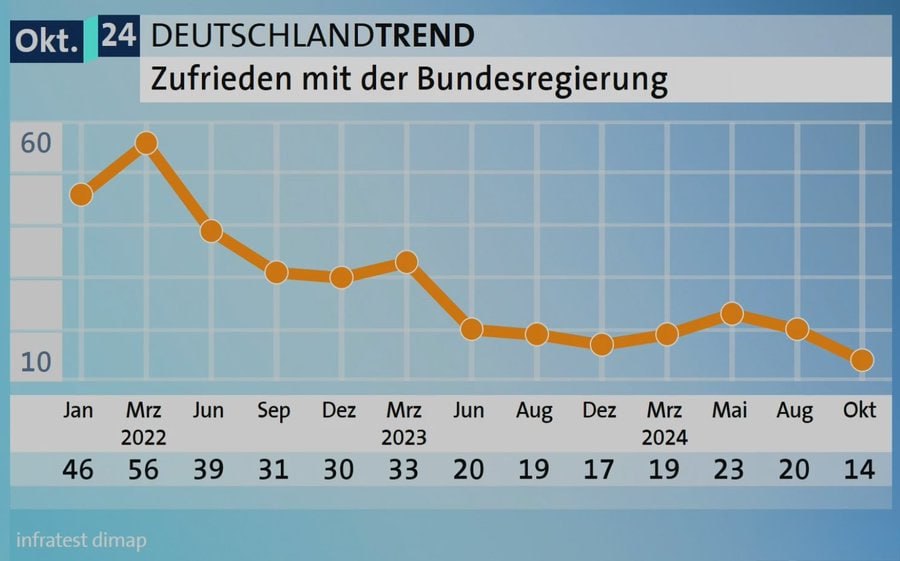 Okt. 24 DEUTSCHLANDTREND
Zufrieden mit der Bundesregierung
60
10
Jan Mrz Jun Sep Dez Mrz Jun Aug Dez Mrz Mai Aug Okt
2022 2023 2024
46 56 39 31 30 33 20 19 17 19 23 20 14
infratest dimap